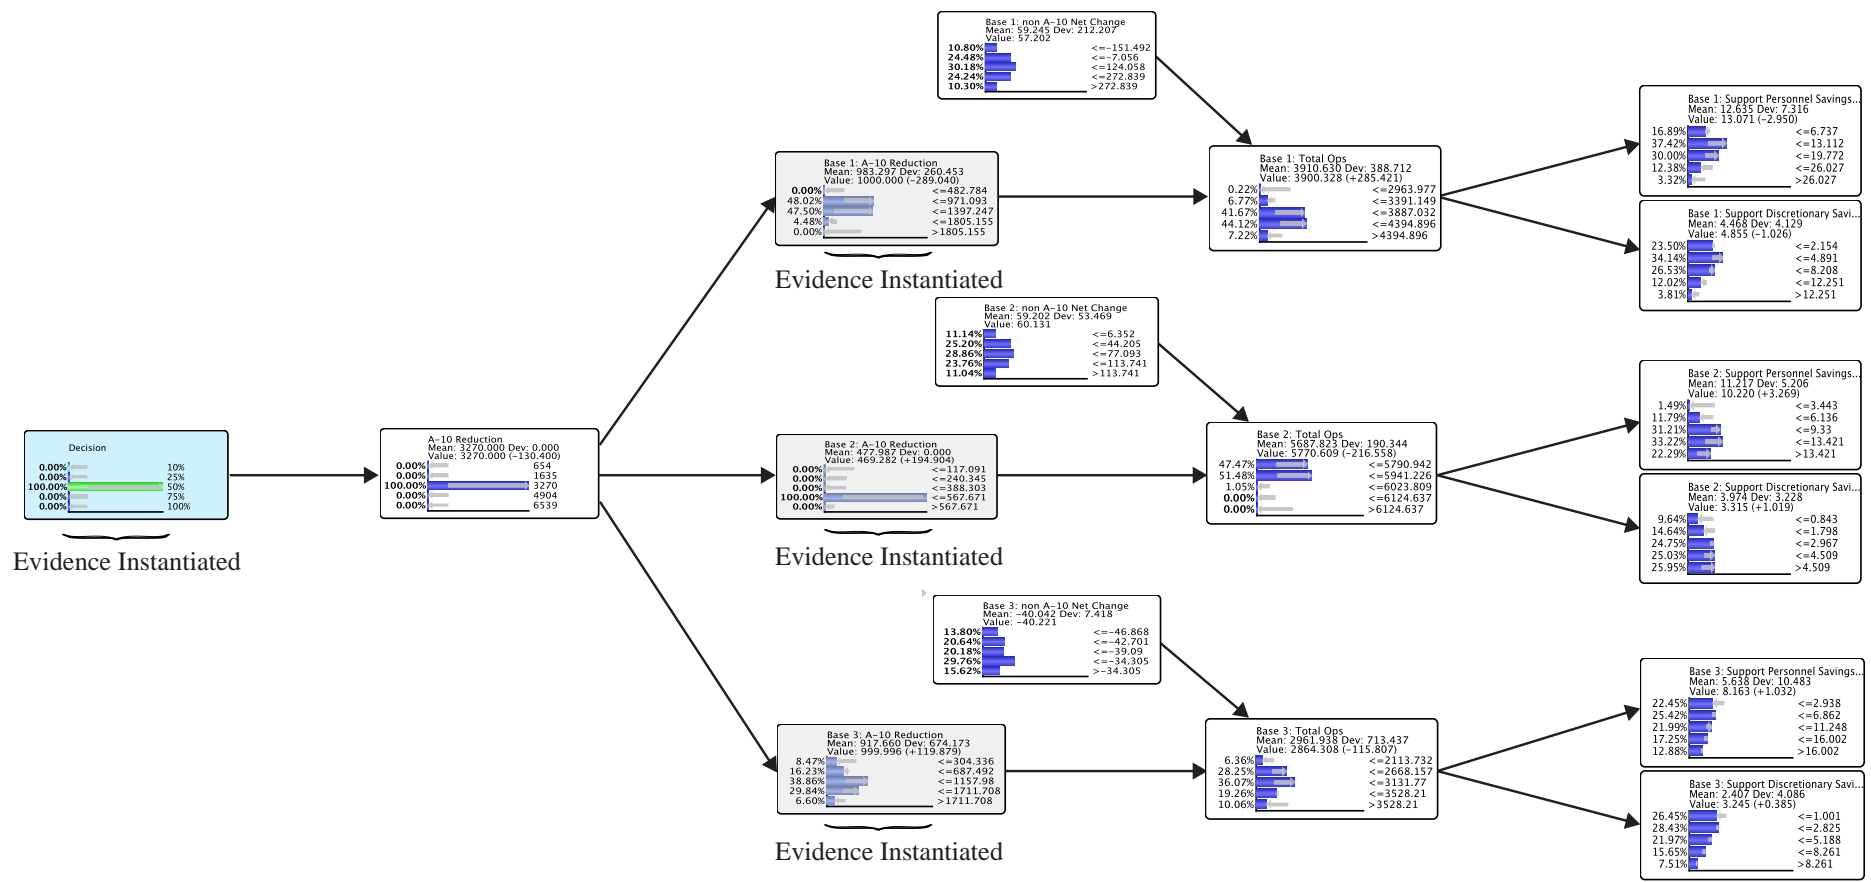 Decision
0.00% 10%
0.00% 25%
100.00% 50%
0.00% 75%
0.00% 100%
Evidence Instantiated
A-10 Reduction
Mean: 3270.000 Dev: 0.000
Value: 3270.000 (-130.400)
0.00% 654
0.00% 1635
100.00% 3270
0.00% 4904
0.00% 6539
Base 1: non A-10 Net Change
Mean: 59.245 Dev: 212.207
Value: 57.202
10.80% <=-151.492
24.48% <=-7.056
30.18% <=124.058
24.24% <=272.839
10.30% >272.839
Base 1: A-10 Reduction
Mean: 983.297 Dev: 260.453
Value: 1000.000 (-289.040)
0.00% <=482.784
48.02% <=971.093
47.50% <=1397.247
4.48% <=1805.155
0.00% >1805.155
Evidence Instantiated
Base 1: Total Ops
Mean: 3910.630 Dev: 388.712
Value: 3900.328 (+285.421)
0.22% <=2963.977
6.77% <=3391.149
41.67% <=3887.032
44.12% <=4394.896
7.22% >4394.896
Base 1: Support Personnel Savings...
Mean: 12.635 Dev: 7.316
Value: 13.071 (-2.950)
16.89% <=6.737
37.42% <=13.112
30.00% <=19.772
12.38% <=26.027
3.32% >26.027
Base 1: Support Discretionary Savi...
Mean: 4.468 Dev: 4.129
Value: 4.855 (-1.026)
23.50% <=2.154
34.14% <=4.891
26.53% <=8.208
12.02% <=12.251
3.81% >12.251
Base 2: non A-10 Net Change
Mean: 59.202 Dev: 53.469
Value: 60.131
11.14% <=6.352
25.20% <=44.205
28.86% <=77.093
23.76% <=113.741
11.04% >113.741
Base 2: A-10 Reduction
Mean: 477.987 Dev: 0.000
Value: 469.282 (+194.904)
0.00% <=117.091
0.00% <=240.345
0.00% <=388.303
100.00% <=567.671
0.00% >567.671
Evidence Instantiated
Base 2: Total Ops
Mean: 5687.823 Dev: 190.344
Value: 5770.609 (-216.558)
47.47% <=5790.942
51.48% <=5941.226
1.05% <=6023.809
0.00% <=6124.637
0.00% >6124.637
Base 2: Support Personnel Savings...
Mean: 11.217 Dev: 5.206
Value: 10.220 (+3.269)
1.49% <=3.443
11.79% <=6.136
31.21% <=9.33
33.22% <=13.421
22.29% >13.421
Base 2: Support Discretionary Savi...
Mean: 3.974 Dev: 3.228
Value: 3.315 (+1.019)
9.64% <=0.843
14.64% <=1.798
24.75% <=2.967
25.03% <=4.509
25.95% >4.509
Base 3: non A-10 Net Change
Mean: -40.042 Dev: 7.418
Value: -40.221
13.80% <=-46.868
20.64% <=-42.701
20.18% <=-39.09
29.76% <=-34.305
15.62% >-34.305
Base 3: A-10 Reduction
Mean: 917.660 Dev: 674.173
Value: 999.996 (+119.879)
8.47% <=304.336
16.23% <=687.492
38.86% <=1157.98
29.84% <=1711.708
6.60% >1711.708
Evidence Instantiated
Base 3: Total Ops
Mean: 2961.938 Dev: 713.437
Value: 2864.308 (-115.807)
6.36% <=2113.732
28.25% <=2668.157
36.07% <=3131.77
19.26% <=3528.21
10.06% >3528.21
Base 3: Support Personnel Savings...
Mean: 5.638 Dev: 10.483
Value: 8.163 (+1.032)
22.45% <=2.938
25.42% <=6.862
21.99% <=11.248
17.25% <=16.002
12.88% >16.002
Base 3: Support Discretionary Savi...
Mean: 2.407 Dev: 4.086
Value: 3.245 (+0.385)
26.45% <=1.001
28.43% <=2.825
21.97% <=5.188
15.65% <=8.261
7.51% >8.261